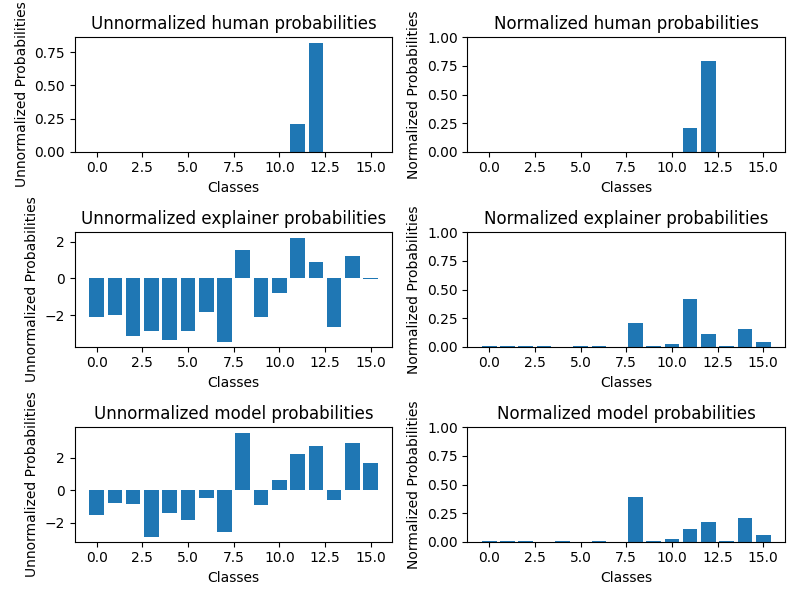 Unnormalized human probabilities
Unnormalized Probabilities
0.75
0.50
0.25
0.00
0.0 2.5 5.0 7.5 10.0 12.5 15.0
Classes
Normalized human probabilities
Normalized Probabilities
1.00
0.75
0.50
0.25
0.00
0.0 2.5 5.0 7.5 10.0 12.5 15.0
Classes
Unnormalized explainer probabilities
Unnormalized Probabilities
2
0
−2
0.0 2.5 5.0 7.5 10.0 12.5 15.0
Classes
Normalized explainer probabilities
Normalized Probabilities
1.00
0.75
0.50
0.25
0.00
0.0 2.5 5.0 7.5 10.0 12.5 15.0
Classes
Unnormalized model probabilities
Unnormalized Probabilities
2
0
−2
0.0 2.5 5.0 7.5 10.0 12.5 15.0
Classes
Normalized model probabilities
Normalized Probabilities
1.00
0.75
0.50
0.25
0.00
0.0 2.5 5.0 7.5 10.0 12.5 15.0
Classes